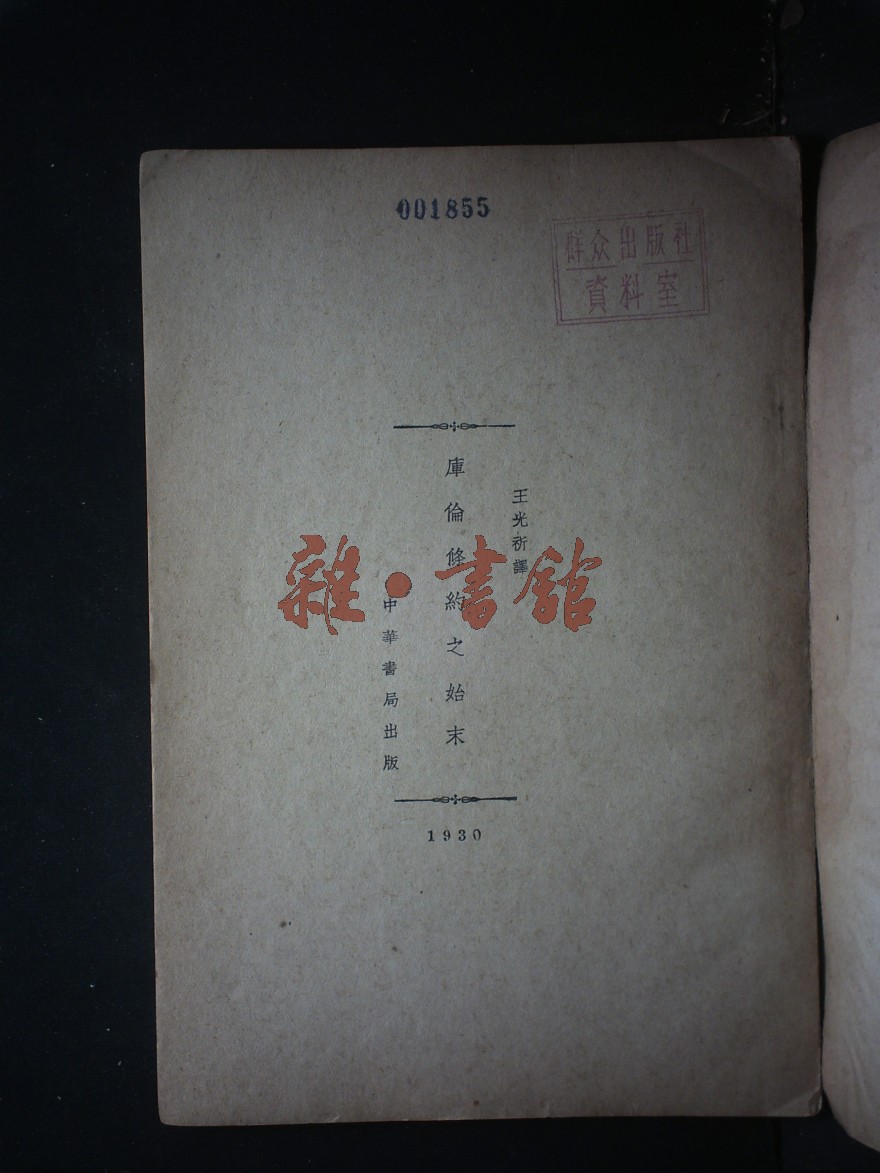 001855
群众出版社
資料室
王光祈譯
庫倫條約之始末
中華書局出版
1930
雜·書館